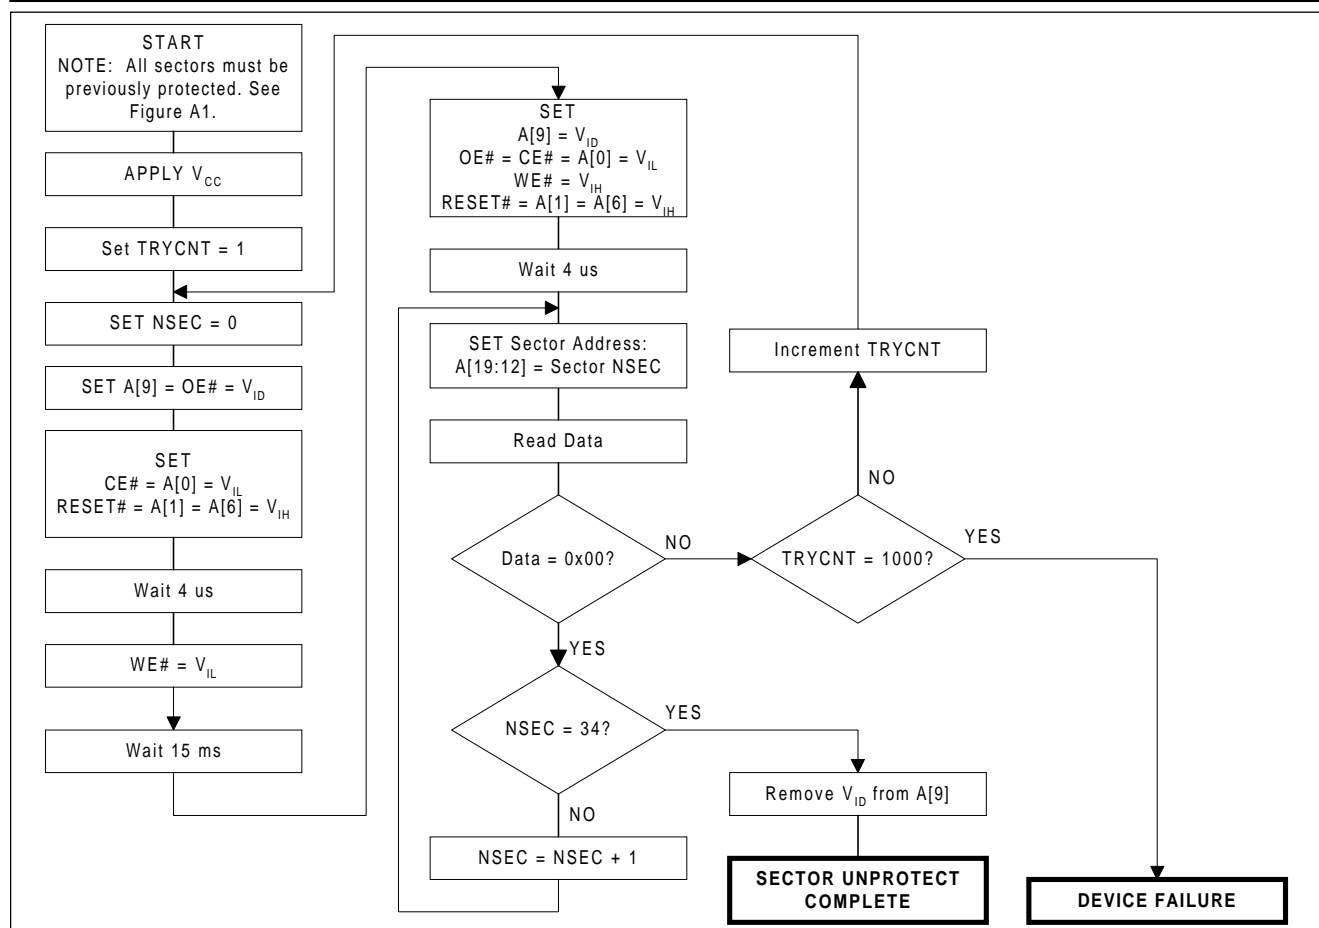 START
NOTE: All sectors must be
previously protected. See
Figure A1.
APPLY VCC
Set TRYCNT = 1
SET NSEC = 0
SET A[9] = OE# = VID
SET
CE# = A[0] = VIL
RESET# = A[1] = A[6] = VIH
Wait 4 us
WE# = VIL
Wait 15 ms
SET
A[9] = VID
OE# = CE# = A[0] = VIL
WE# = VIH
RESET# = A[1] = A[6] = VIH
Wait 4 us
SET Sector Address:
A[19:12] = Sector NSEC
Read Data
Data = 0x00?
NO
YES
NSEC = 34?
YES
NO
NSEC = NSEC + 1
Increment TRYCNT
NO
TRYCNT = 1000?
YES
Remove VID from A[9]
SECTOR UNPROTECT
COMPLETE
DEVICE FAILURE